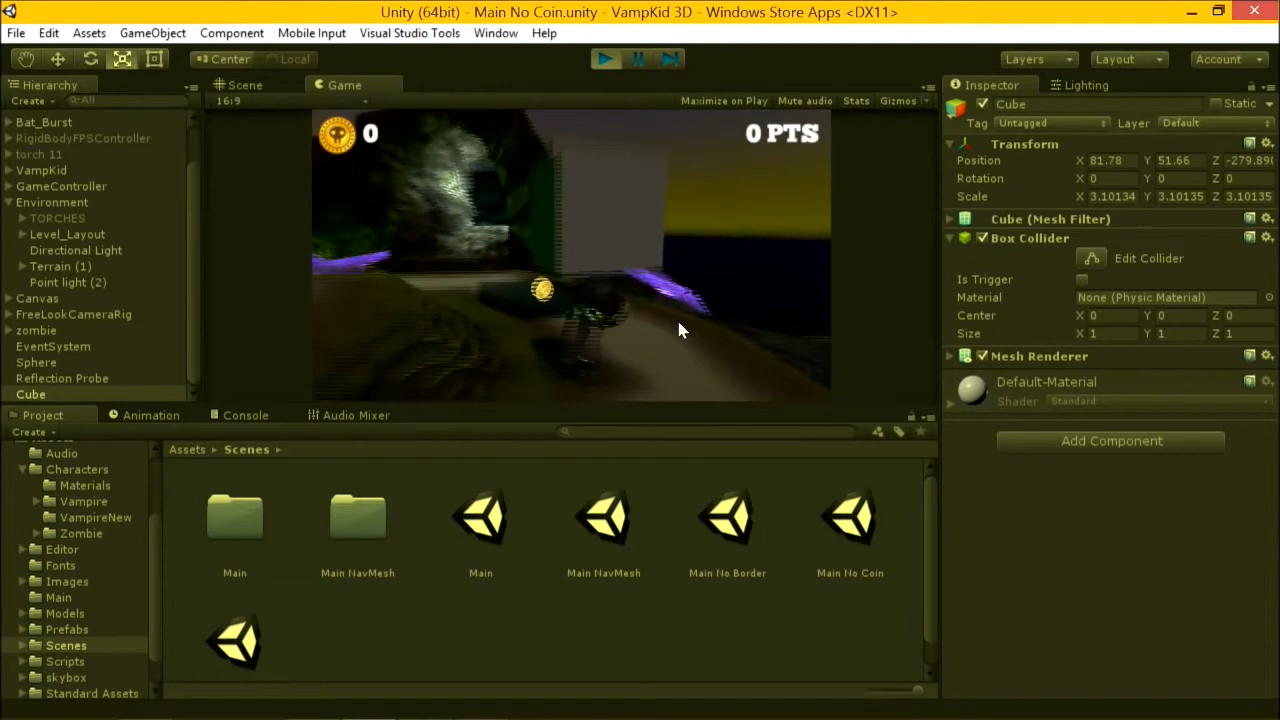 Unity (64bit) - Main No Coin.unity - VampKid 3D - Windows Store Apps <DX11>
File Edit Assets GameObject Component Mobile Input Visual Studio Tools Window Help
Center Local Layers Layout Account
Hierarchy Scene Game Inspector Lighting
Create All 16:9 Maximize on Play Mute audio Stats Gizmos Cube Static
Tag Untagged Layer Default
Bat_Burst
RigidBodyFPSController
torch 11
VampKid
GameController
Environment
TORCHES
Level_Layout
Directional Light
Terrain (1)
Point light (2)
Canvas
FreeLookCameraRig
zombie
EventSystem
Sphere
Reflection Probe
Cube
0 0 PTS
Transform
Position X 81.78 Y 51.66 Z -279.890
Rotation X 0 Y 0 Z 0
Scale X 3.10134 Y 3.10135 Z 3.10135
Cube (Mesh Filter)
Box Collider
Edit Collider
Is Trigger
Material None (Physic Material)
Center X 0 Y 0 Z 0
Size X 1 Y 1 Z 1
Mesh Renderer
Default-Material
Shader Standard
Add Component
Project Animation Console Audio Mixer
Create
Assets Scenes
Audio
Characters
Materials
Vampire
VampireNew
Zombie
Editor
Fonts
Images
Main
Models
Prefabs
Scenes
Scripts
skybox
Standard Assets
Main Main NavMesh Main Main NavMesh Main No Border Main No Coin